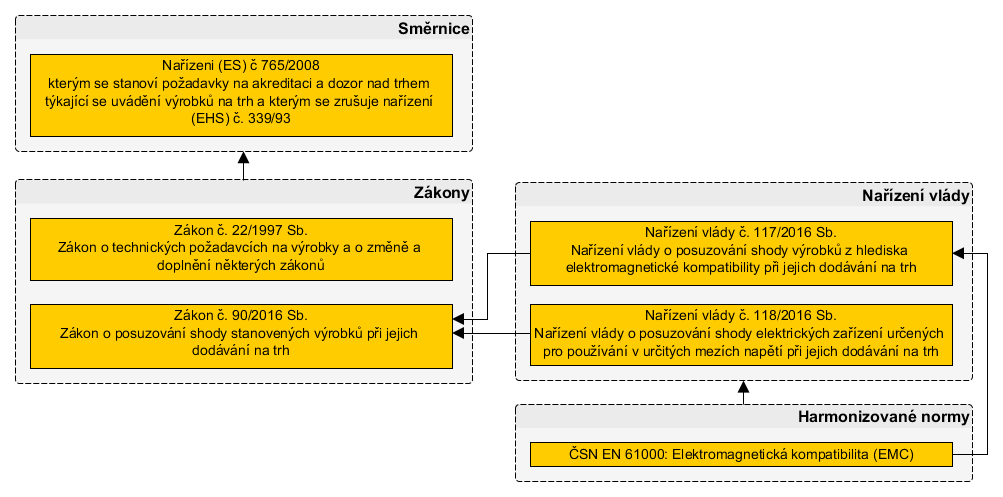 Směrnice
Nařízeni (ES) č 765/2008
kterým se stanoví požadavky na akreditaci a dozor nad trhem
týkající se uvádění výrobků na trh a kterým se zrušuje nařízení
(EHS) č. 339/93
Zákony
Zákon č. 22/1997 Sb.
Zákon o technických požadavcích na výrobky a o změně a
doplnění některých zákonů
Zákon č. 90/2016 Sb.
Zákon o posuzování shody stanovených výrobků při jejich
dodávání na trh
Nařízení vlády
Nařízení vlády č. 117/2016 Sb.
Nařízení vlády o posuzování shody výrobků z hlediska
elektromagnetické kompatibility při jejich dodávání na trh
Nařízení vlády č. 118/2016 Sb.
Nařízení vlády o posuzování shody elektrických zařízení určených
pro používání v určitých mezích napětí při jejich dodávání na trh
Harmonizované normy
ČSN EN 61000: Elektromagnetická kompatibilita (EMC)